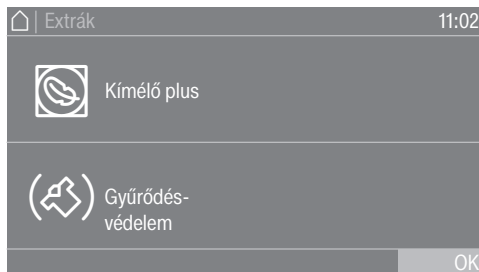 | Extrák 11:02
Kímélő plus
Gyűrődés-
védelem
OK